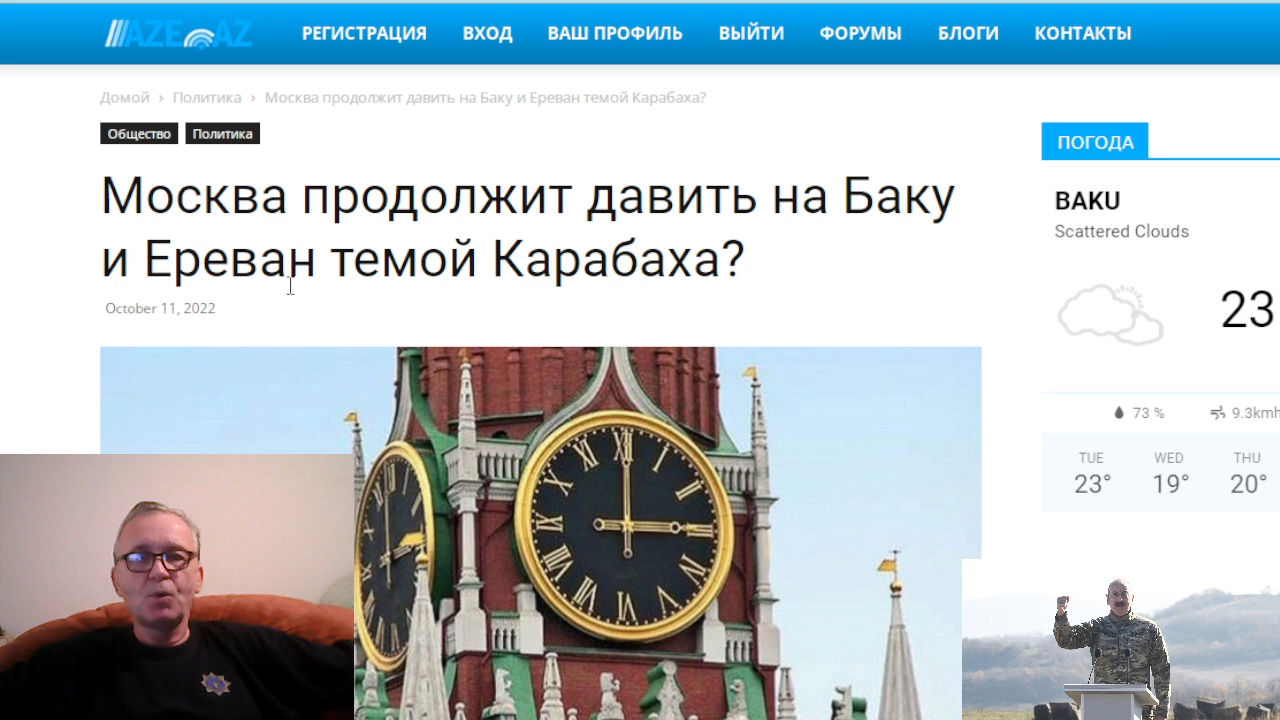 AZE.AZ
РЕГИСТРАЦИЯ ВХОД ВАШ ПРОФИЛЬ ВЫЙТИ ФОРУМЫ БЛОГИ КОНТАКТЫ
Домой › Политика › Москва продолжит давить на Баку и Ереван темой Карабаха?
Общество Политика
Москва продолжит давить на Баку
и Ереван темой Карабаха?
October 11, 2022
ПОГОДА
BAKU
Scattered Clouds
23
73 % 9.3kmh
TUE WED THU
23° 19° 20°